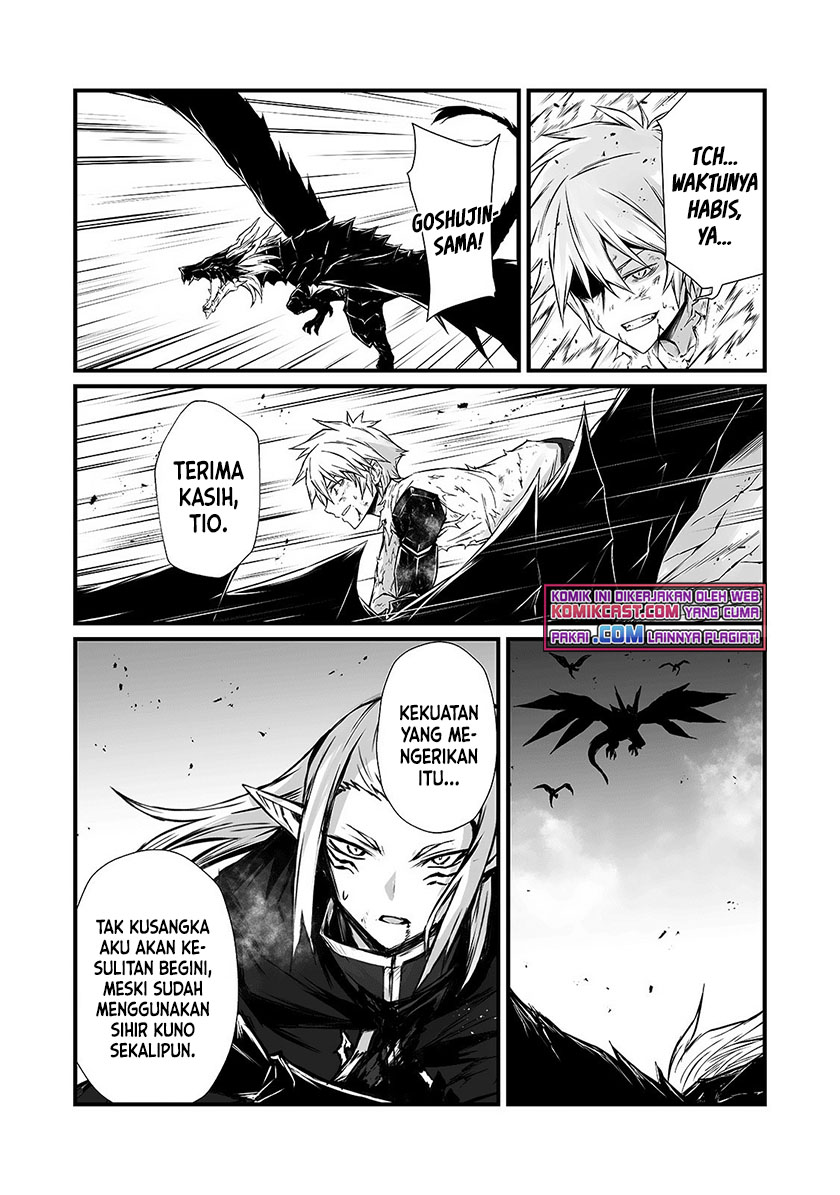 TCH...
WAKTUNYA
HABIS,
YA...
GOSHUJIN-
SAMA!
TERIMA
KASIH,
TIO.
KOMIK INI DIKERJAKAN OLEH WEB
KOMIKCAST.COM YANG CUMA
PAKAI .COM LAINNYA PLAGIAT!
KEKUATAN
YANG ME-
NGERIKAN
ITU...
TAK KUSANGKA
AKU AKAN KE-
SULITAN BEGINI,
MESKI SUDAH
MENGGUNAKAN
SIHIR KUNO
SEKALIPUN.